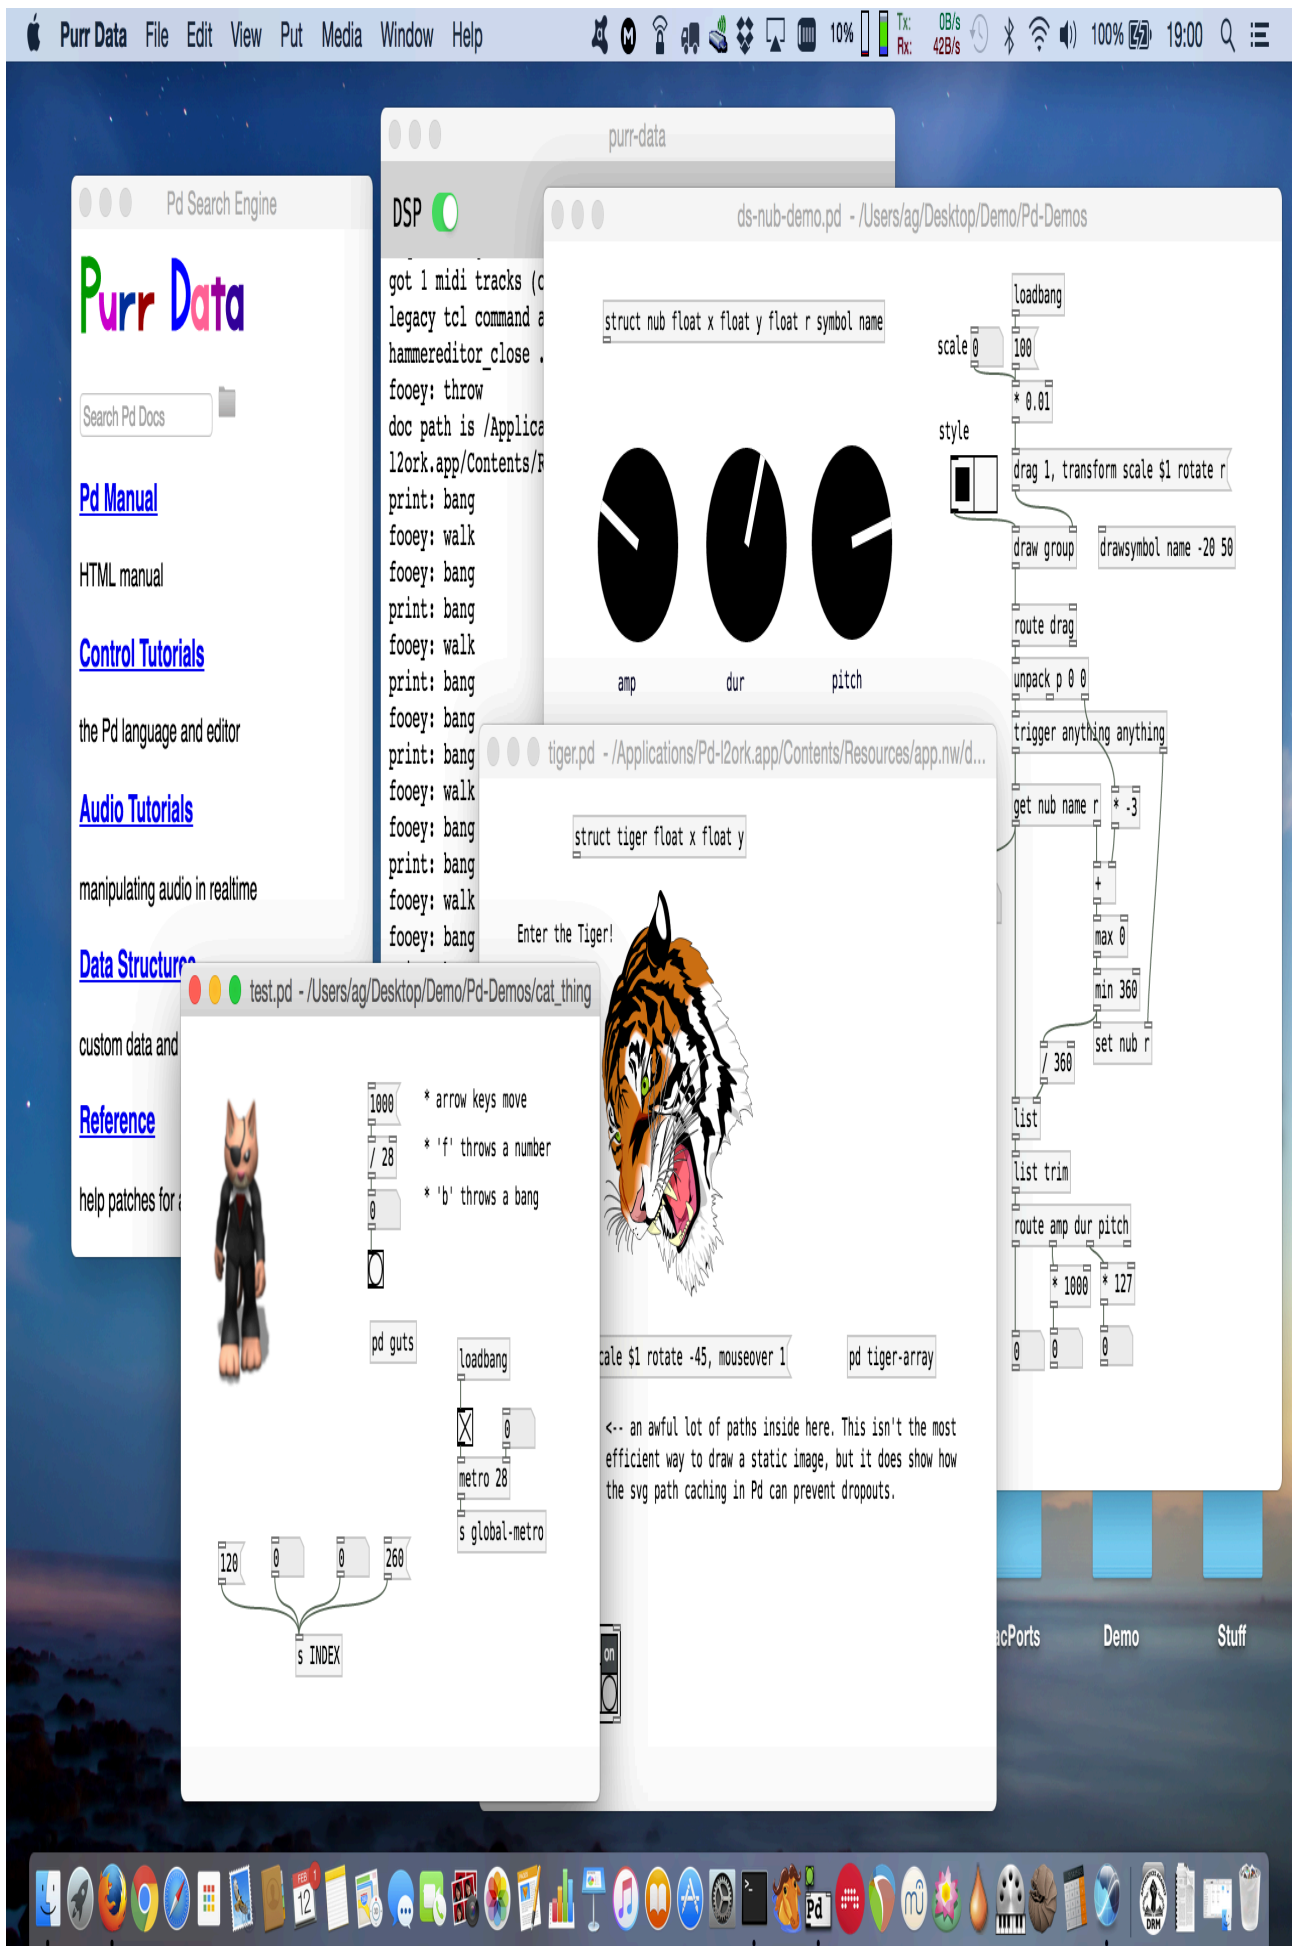 Purr Data File Edit View Put Media Window Help
10% Tx: 0B/s
Rx: 42B/s
100% 19:00
purr-data
DSP
got 1 midi tracks (
legacy tcl command
hammereditor_close .
fooey: throw
doc path is
print: bang
fooey: walk
fooey: bang
print: bang
fooey: walk
print: bang
fooey: bang
print: bang
fooey: walk
fooey: bang
print: bang
fooey: walk
fooey: bang
Pd Search Engine
Purr Data
Search Pd Docs
Pd Manual
HTML manual
Control Tutorials
the Pd language and editor
Audio Tutorials
manipulating audio in realtime
Data Structures
custom data and
Reference
help patches for
ds-nub-demo.pd - /Users/ag/Desktop/Demo/Pd-Demos
struct nub float x float y float r symbol name
loadbang
scale 0
100
* 0.01
style
drag 1, transform scale $1 rotate r
draw group
drawsymbol name -20 50
route drag
unpack p 0 0
amp
dur
pitch
trigger anything anything
get nub name r
* -3
+
max 0
min 360
set nub r
/ 360
list
list trim
route amp dur pitch
* 1000
* 127
0
0
0
tiger.pd - /Applications/Pd-l2ork.app/Contents/Resources/app.nw/d...
struct tiger float x float y
Enter the Tiger!
cale $1 rotate -45, mouseover 1
pd tiger-array
<-- an awful lot of paths inside here. This isn't the most
efficient way to draw a static image, but it does show how
the svg path caching in Pd can prevent dropouts.
on
test.pd - /Users/ag/Desktop/Demo/Pd-Demos/cat_thing
1000
* arrow keys move
/ 28
* 'f' throws a number
0
* 'b' throws a bang
pd guts
loadbang
0
metro 28
s global-metro
120
0
0
260
s INDEX
acPorts
Demo
Stuff
FEB
12
1
Pd
DRM